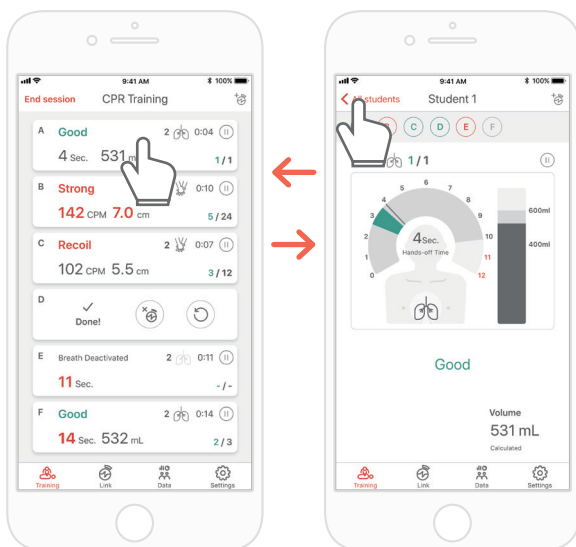 9:41 AM
100%
End session
CPR Training
A Good 2 0:04
4 Sec. 531 m
1 / 1
B Strong 0:10
142 CPM 7.0 cm
5 / 24
C Recoil 2 0:07
102 CPM 5.5 cm
3 / 12
D
Done!
E Breath Deactivated 2 0:11
11 Sec.
- / -
F Good 2 0:14
14 Sec. 532 mL
2 / 3
Training Link Data Settings
9:41 AM
100%
All students
Student 1
B C D E F
1 / 1
0 1 2 3 4 5 6 7 8 9 10 11 12
4Sec.
Hands-off Time
600ml
400ml
Good
Volume
531 mL
Calculated
Training Link Data Settings